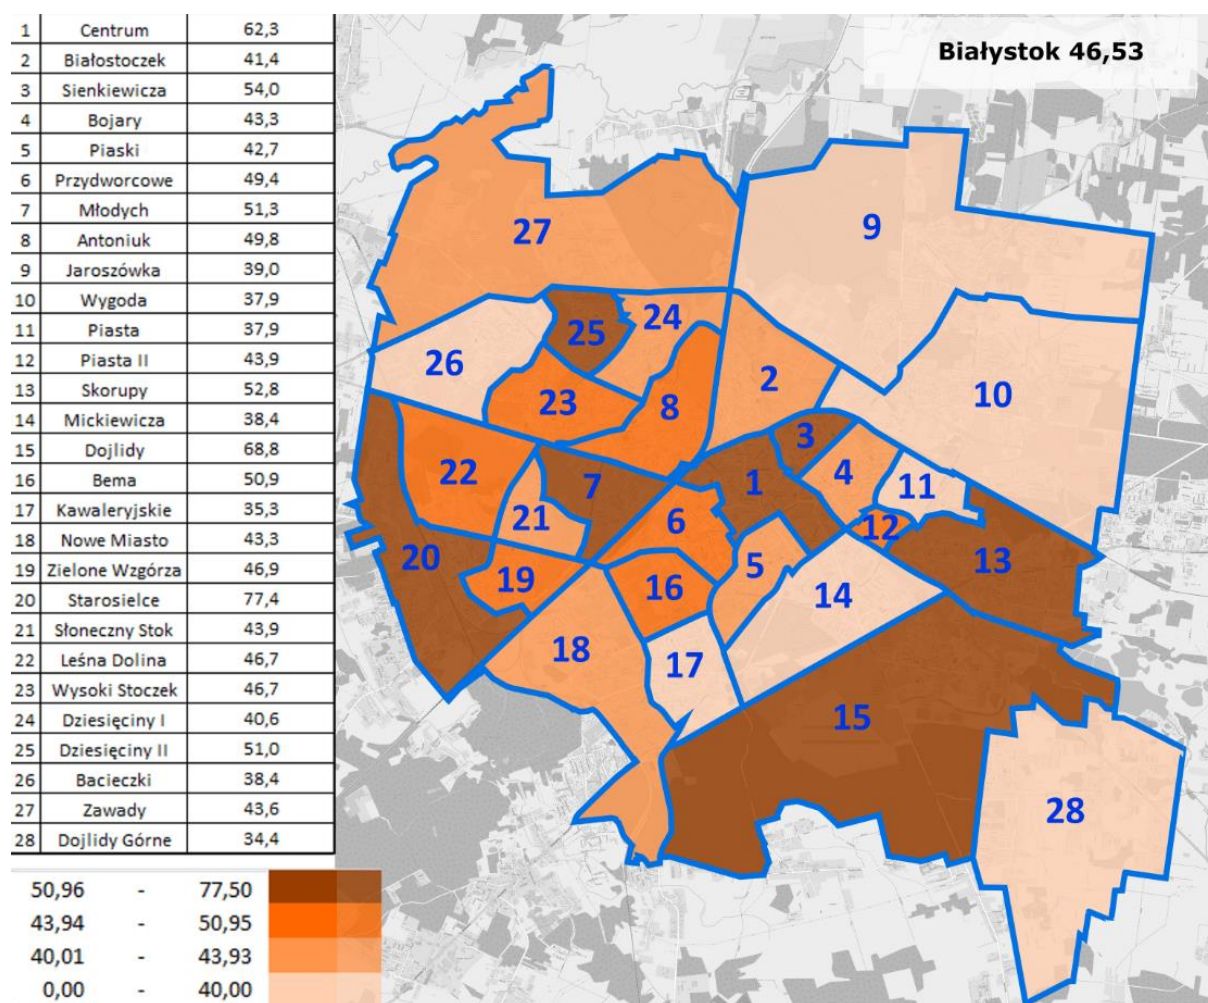 1 Centrum 62,3
2 Białostoczek 41,4
3 Sienkiewicza 54,0
4 Bojary 43,3
5 Piaski 42,7
6 Przydworcowe 49,4
7 Młodych 51,3
8 Antoniuk 49,8
9 Jaroszówka 39,0
10 Wygoda 37,9
11 Piasta 37,9
12 Piasta II 43,9
13 Skorupy 52,8
14 Mickiewicza 38,4
15 Dojlidy 68,8
16 Bema 50,9
17 Kawaleryjskie 35,3
18 Nowe Miasto 43,3
19 Zielone Wzgórza 46,9
20 Starosielce 77,4
21 Słoneczny Stok 43,9
22 Leśna Dolina 46,7
23 Wysoki Stoczek 46,7
24 Dziesięciny I 40,6
25 Dziesięciny II 51,0
26 Bacieczki 38,4
27 Zawady 43,6
28 Dojlidy Górne 34,4
50,96 - 77,50
43,94 - 50,95
40,01 - 43,93
0,00 - 40,00
Białystok 46,53
27
9
24
25
26
2
10
23
8
3
22
7
1
4
11
21
6
12
20
19
16
5
13
14
18
17
15
28